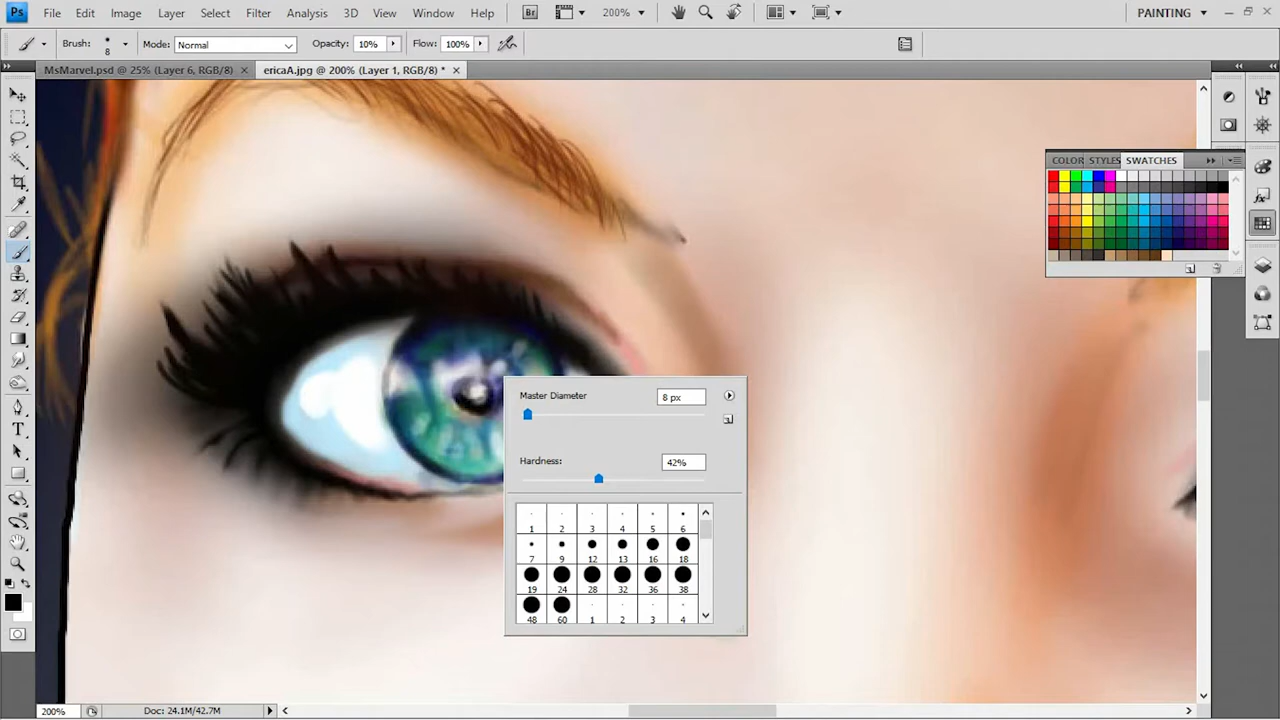 Ps File Edit Image Layer Select Filter Analysis 3D View Window Help Br 200% PAINTING
Brush: 8 Mode: Normal Opacity: 10% Flow: 100%
MsMarvel.psd @ 25% (Layer 6, RGB/8) ericaA.jpg @ 200% (Layer 1, RGB/8) *
COLOR STYLES SWATCHES
Master Diameter 8 px
Hardness: 42%
1 2 3 4 5 6
7 9 12 13 16 18
19 24 28 32 36 38
48 60 1 2 3 4
T
200% Doc: 24.1M/42.7M